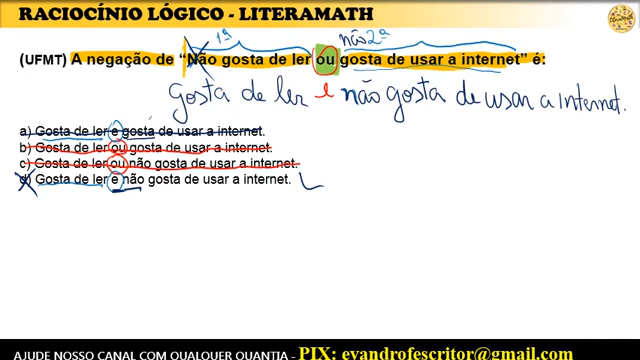 RACIOCÍNIO LÓGICO - LITERAMATH
1ª não 2ª
(UFMT) A negação de “Não gosta de ler ou gosta de usar a internet” é:
Gosta de ler e não gosta de usar a internet.
a) Gosta de ler e gosta de usar a internet.
b) Gosta de ler ou gosta de usar a internet.
c) Gosta de ler ou não gosta de usar a internet.
d) Gosta de ler e não gosta de usar a internet.
AJUDE NOSSO CANAL COM QUALQUER QUANTIA - PIX: evandrofescritor@gmail.com